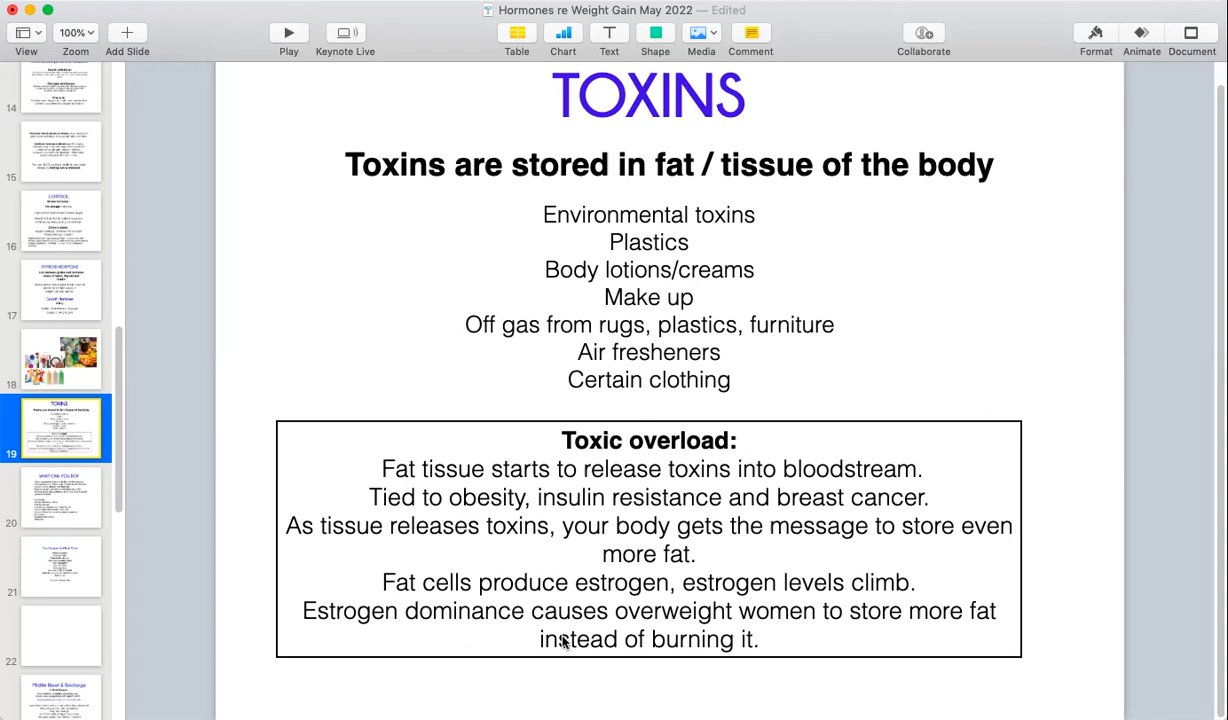 Hormones re Weight Gain May 2022 — Edited
100%
View
Zoom
Add Slide
Play
Keynote Live
Table
Chart
Text
Shape
Media
Comment
Collaborate
Format
Animate
Document
14
15
16
17
18
19
20
21
22
CORTISOL
TOXINS
WHAT CAN YOU DO?
TOXINS
Toxins are stored in fat / tissue of the body
Environmental toxins
Plastics
Body lotions/creams
Make up
Off gas from rugs, plastics, furniture
Air fresheners
Certain clothing
Toxic overload:
Fat tissue starts to release toxins into bloodstream.
Tied to obesity, insulin resistance and breast cancer.
As tissue releases toxins, your body gets the message to store even
more fat.
Fat cells produce estrogen, estrogen levels climb.
Estrogen dominance causes overweight women to store more fat
instead of burning it.